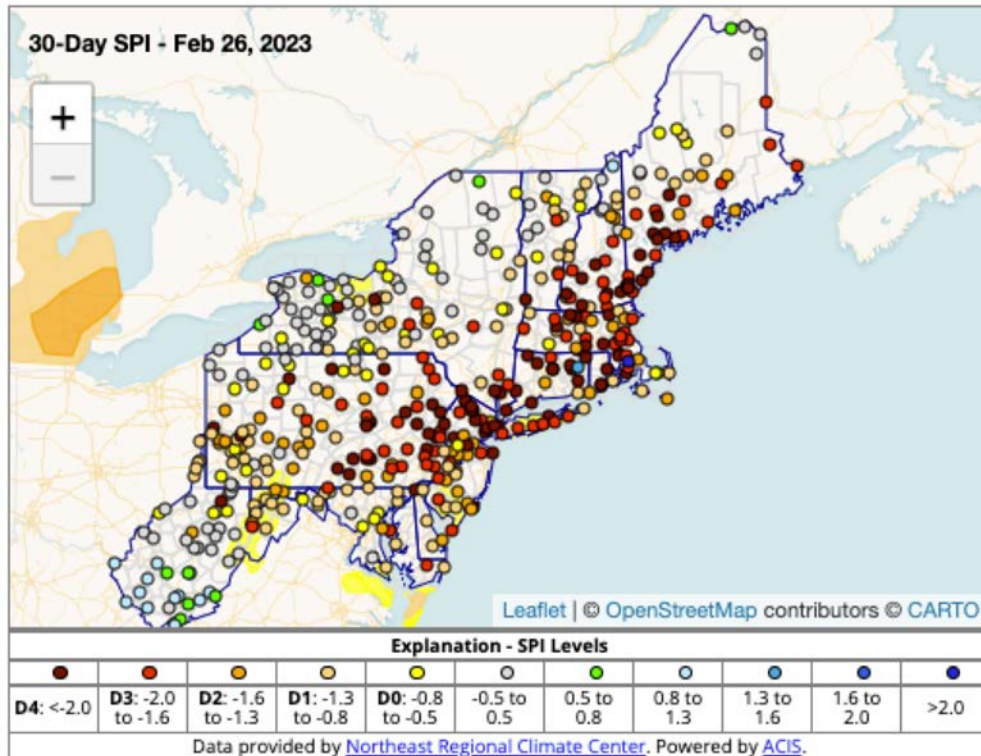 30-Day SPI - Feb 26, 2023
+
−
Leaflet | © OpenStreetMap contributors © CARTO
Explanation - SPI Levels
D4: <-2.0
D3: -2.0 to -1.6
D2: -1.6 to -1.3
D1: -1.3 to -0.8
D0: -0.8 to -0.5
-0.5 to 0.5
0.5 to 0.8
0.8 to 1.3
1.3 to 1.6
1.6 to 2.0
>2.0
Data provided by Northeast Regional Climate Center. Powered by ACIS.